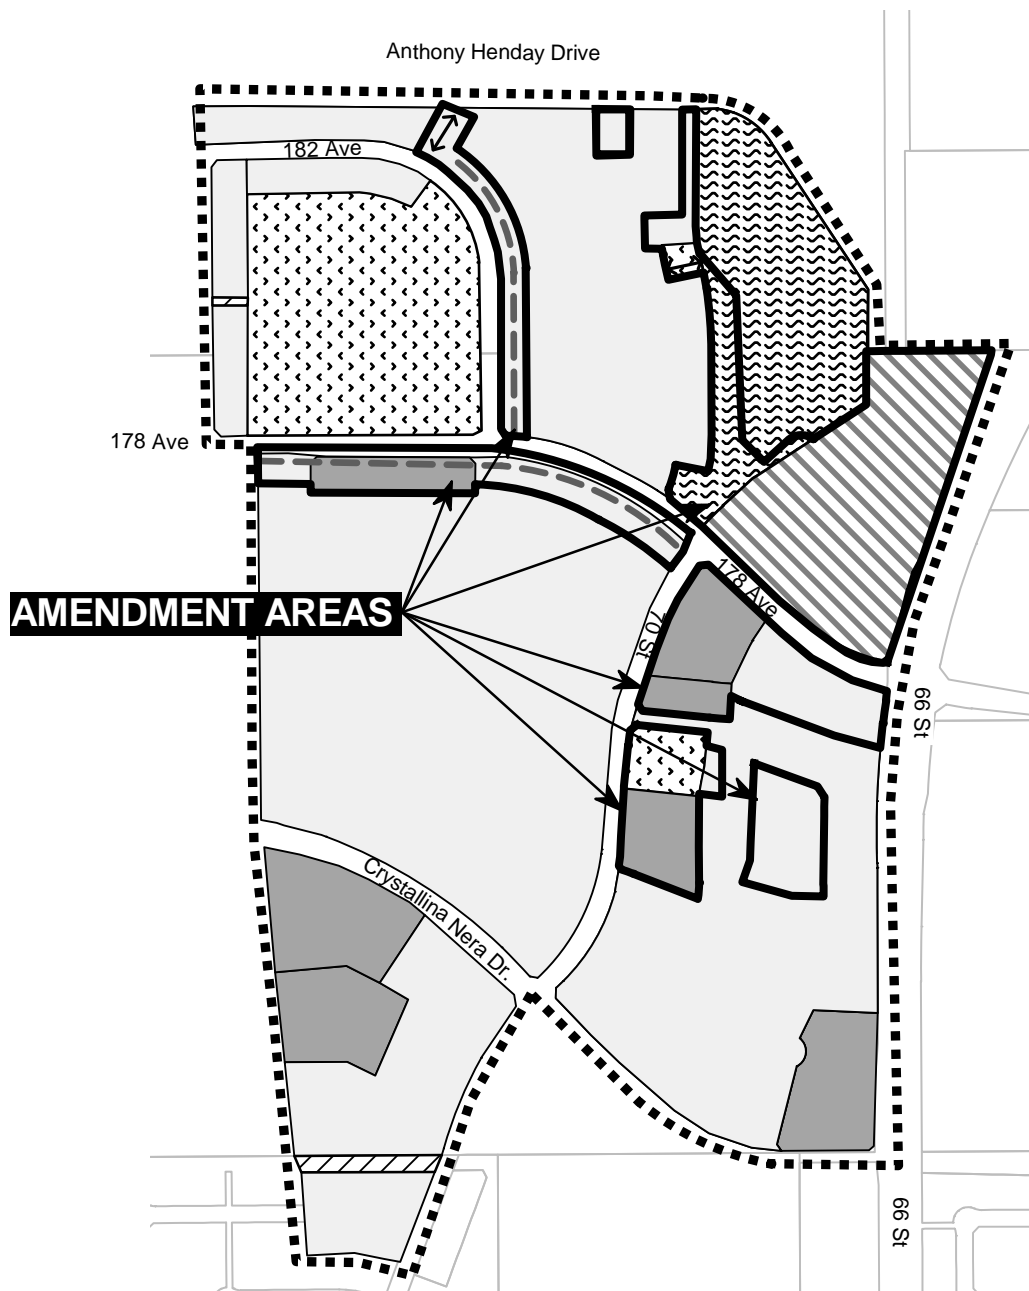 Anthony Henday Drive
182 Ave
178 Ave
178 Ave
AMENDMENT AREAS
70 St
66 St
Crystallina Nera Dr.
66 St